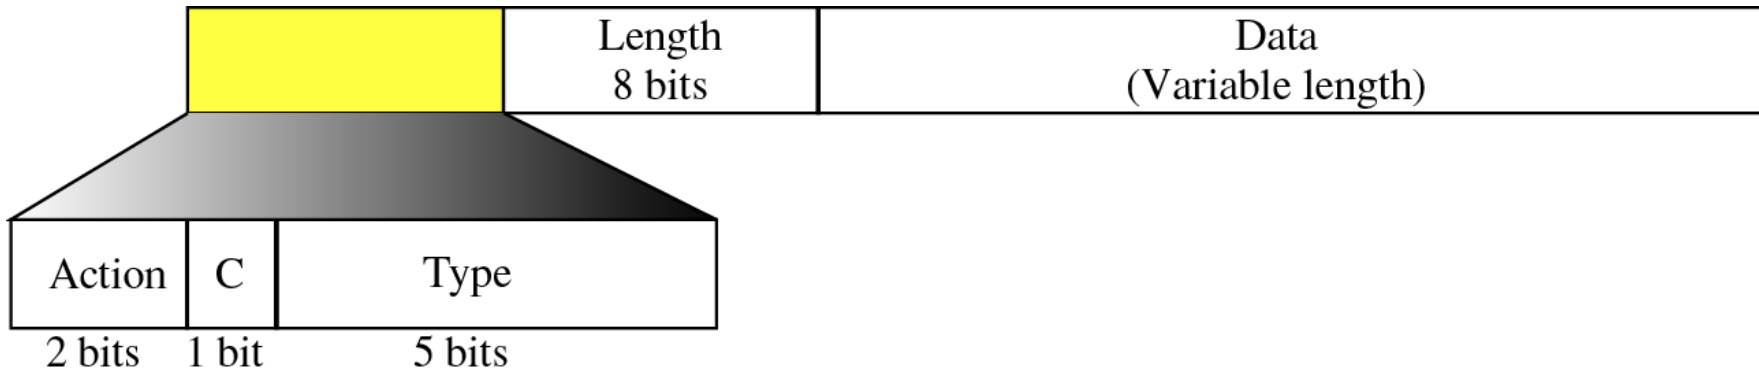 Length
8 bits
Data
(Variable length)
Action
C
Type
2 bits
1 bit
5 bits